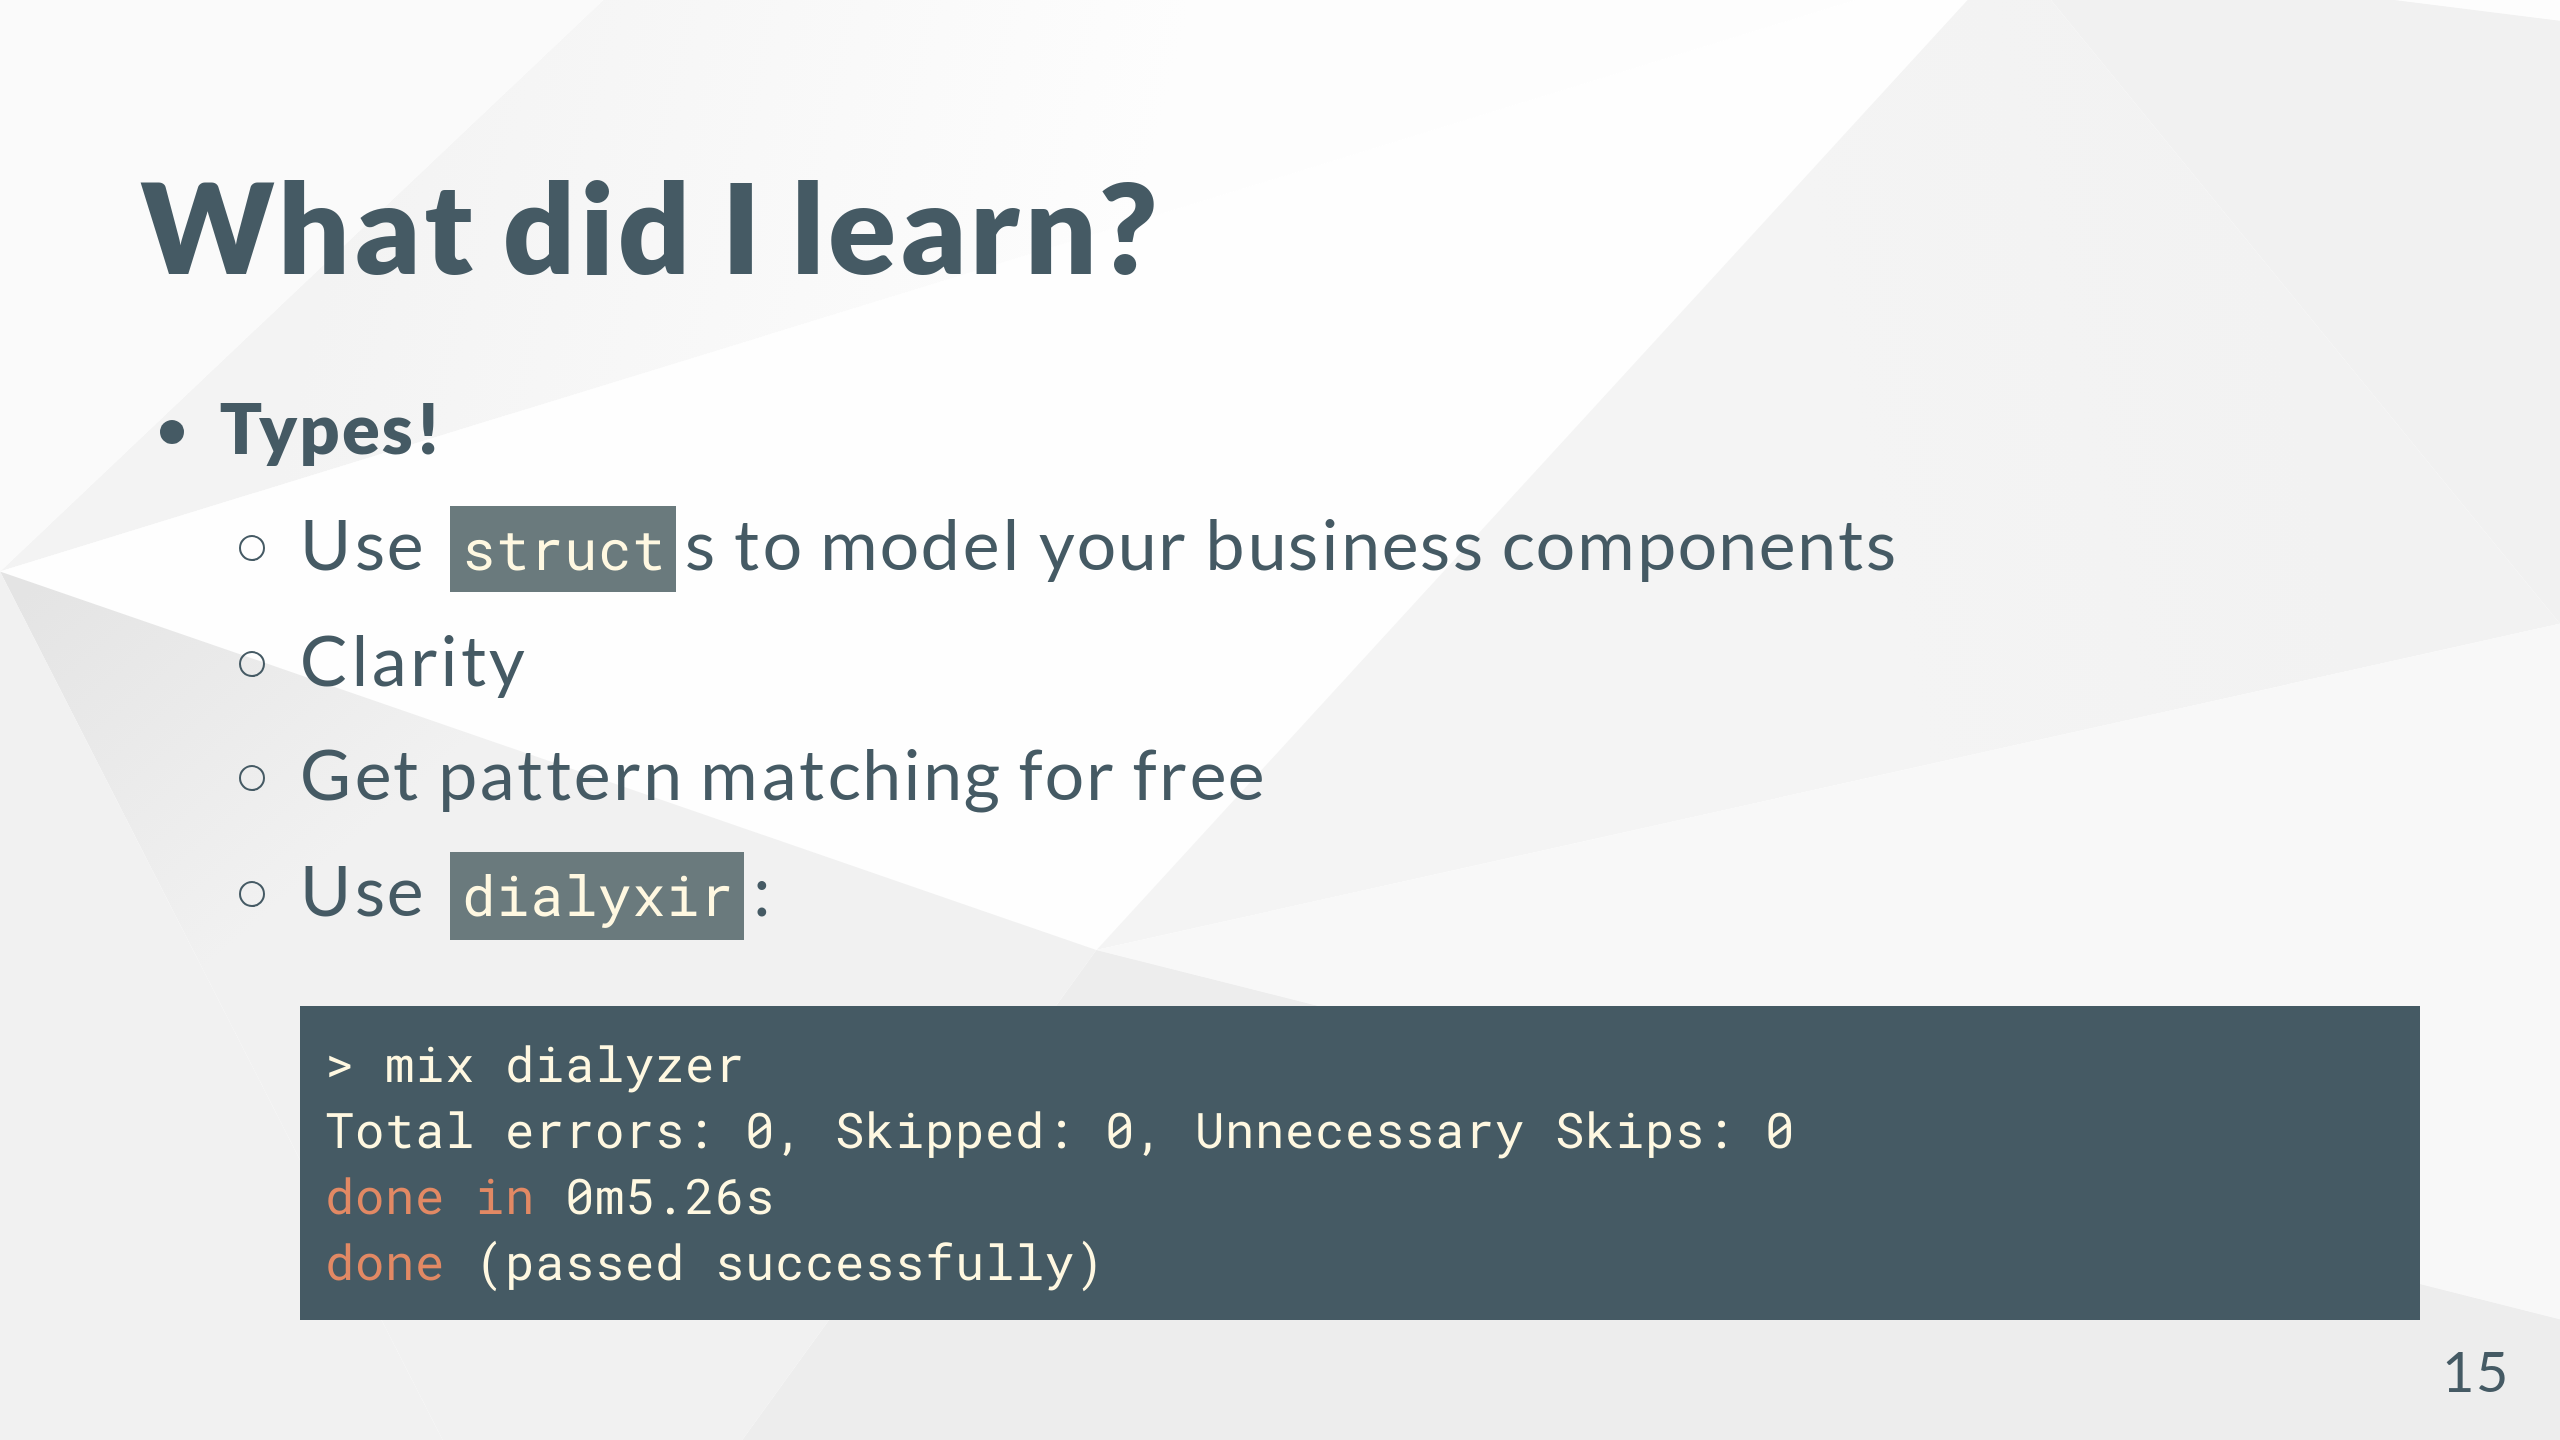 What did I learn?
• Types!
○ Use structs to model your business components
○ Clarity
○ Get pattern matching for free
○ Use dialyxir:
> mix dialyzer
Total errors: 0, Skipped: 0, Unnecessary Skips: 0
done in 0m5.26s
done (passed successfully)
15